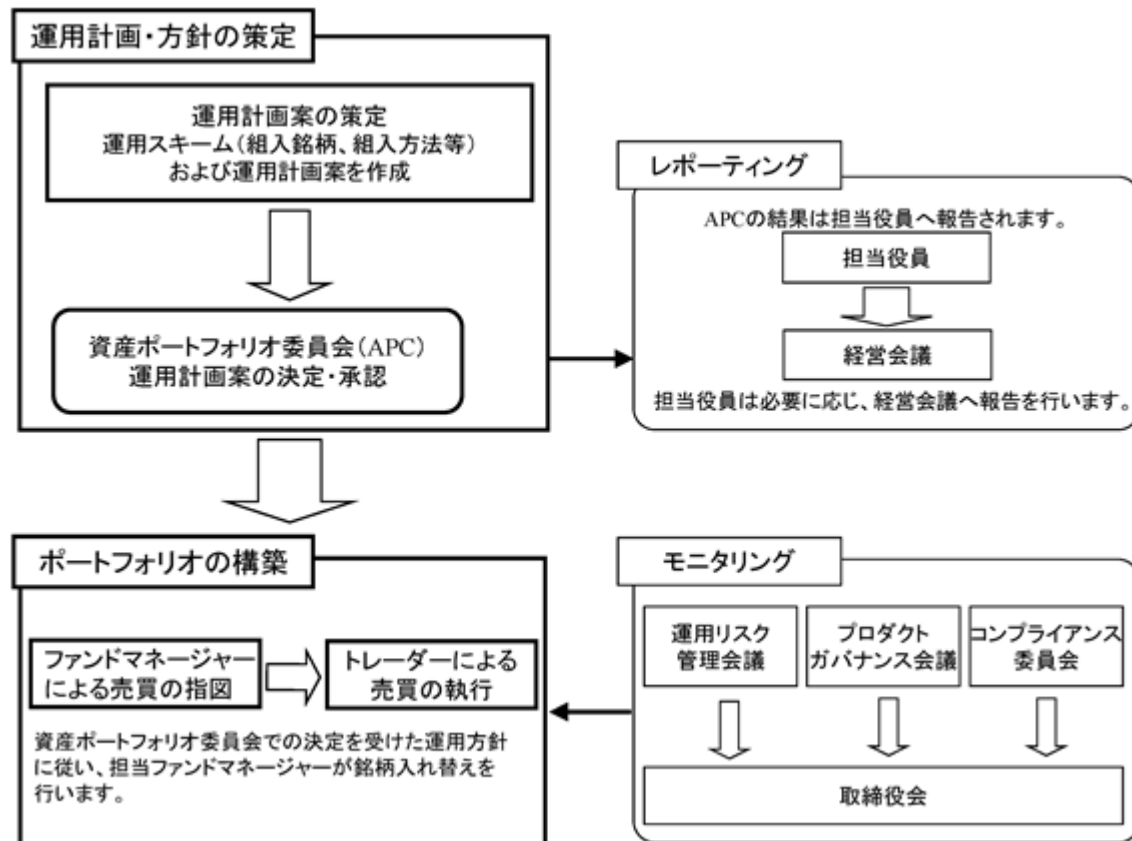 運用計画・方針の策定
運用計画案の策定
運用スキーム(組入銘柄、組入方法等)
および運用計画案を作成
資産ポートフォリオ委員会(APC)
運用計画案の決定・承認
レポーティング
APCの結果は担当役員へ報告されます。
担当役員
経営会議
担当役員は必要に応じ、経営会議へ報告を行います。
ポートフォリオの構築
ファンドマネージャー
による売買の指図
トレーダーによる
売買の執行
資産ポートフォリオ委員会での決定を受けた運用方針
に従い、担当ファンドマネージャーが銘柄入れ替えを
行います。
モニタリング
運用リスク
管理会議
プロダクト
ガバナンス会議
コンプライアンス
委員会
取締役会